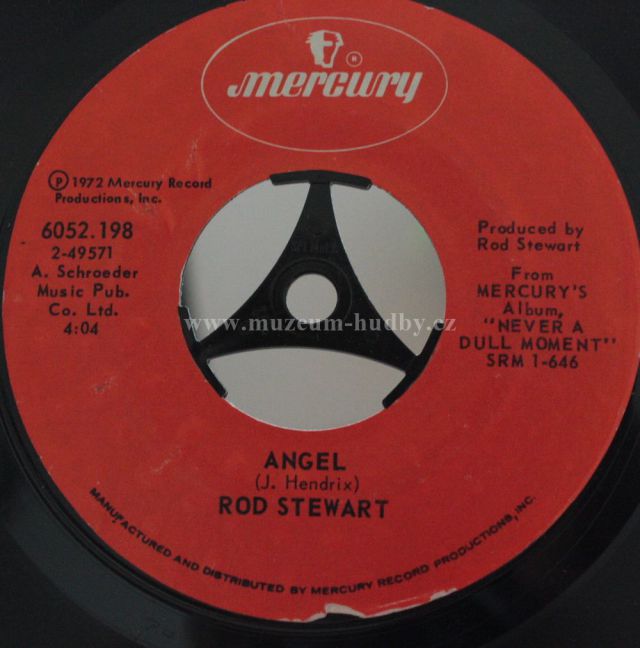 mercury
®
℗ 1972 Mercury Record
Productions, Inc.
6052.198
2-49571
A. Schroeder
Music Pub.
Co. Ltd.
4:04
Produced by
Rod Stewart
From
MERCURY'S
Album,
"NEVER A
DULL MOMENT"
SRM 1-646
www.muzeum-hudby.cz
ANGEL
(J. Hendrix)
ROD STEWART
MANUFACTURED AND DISTRIBUTED BY MERCURY RECORD PRODUCTIONS, INC.